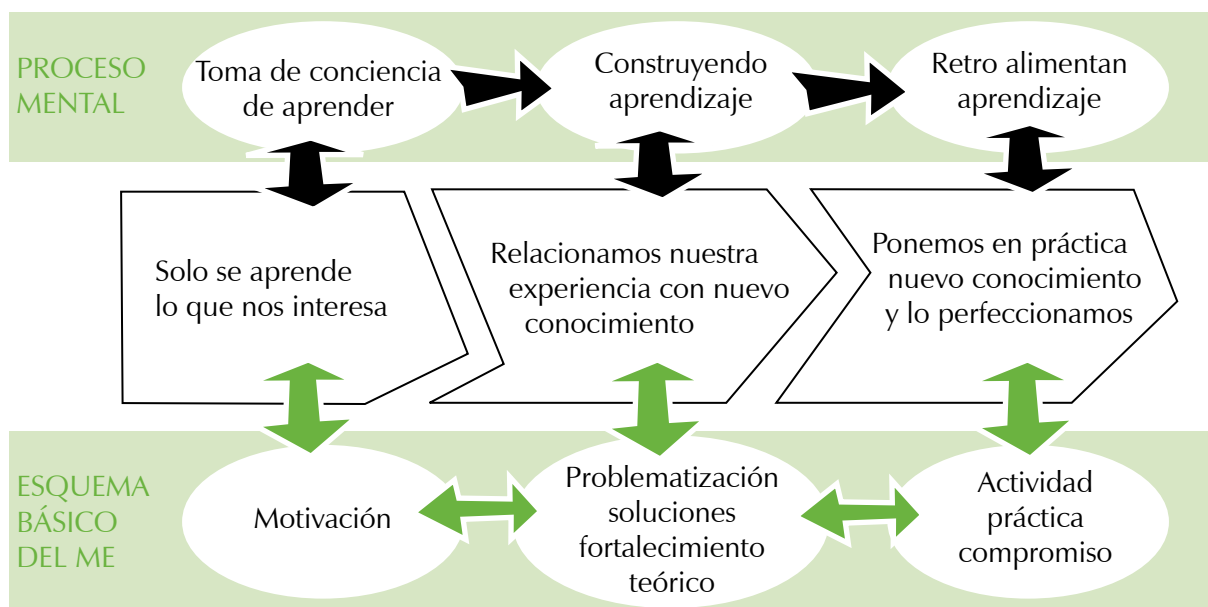 PROCESO
MENTAL
Toma de conciencia
de aprender
Construyendo
aprendizaje
Retro alimentan
aprendizaje
Solo se aprende
lo que nos interesa
Relacionamos nuestra
experiencia con nuevo
conocimiento
Ponemos en práctica
nuevo conocimiento
y lo perfeccionamos
ESQUEMA
BÁSICO
DEL ME
Motivación
Problematización
soluciones
fortalecimiento
teórico
Actividad
práctica
compromiso